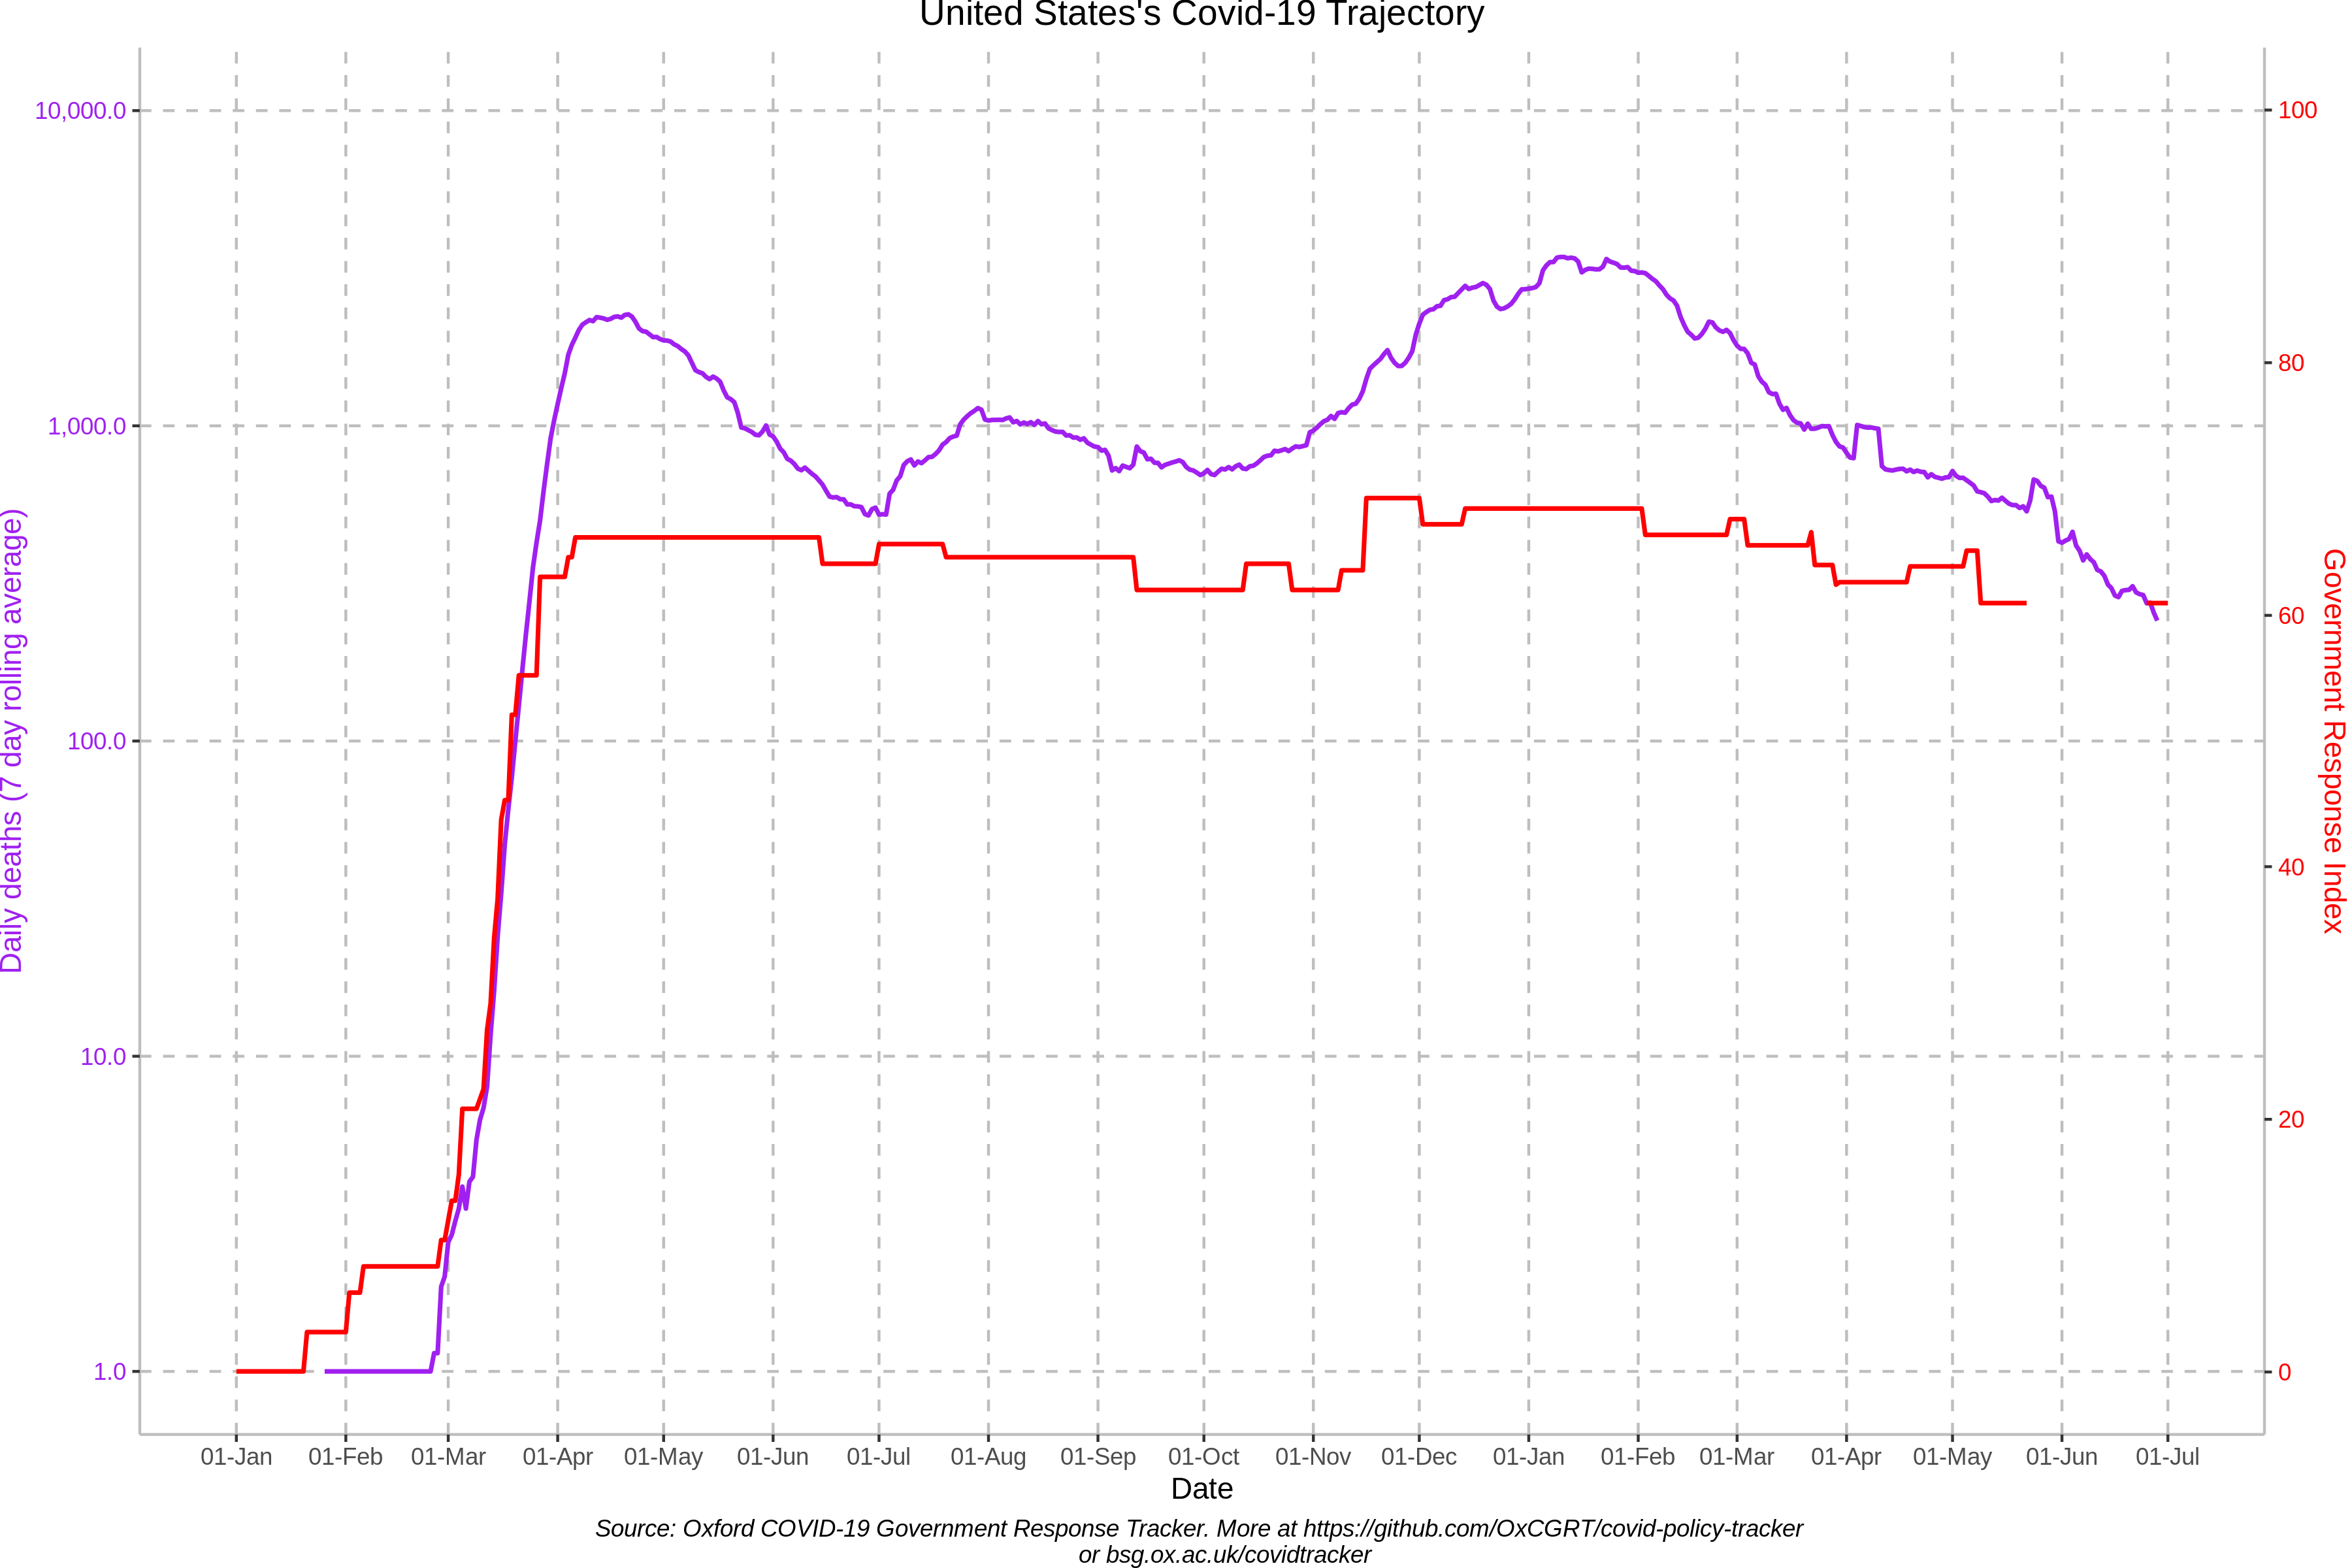 United States's Covid-19 Trajectory
10,000.0
1,000.0
100.0
10.0
1.0
Daily deaths (7 day rolling average)
100
80
60
40
20
0
Government Response Index
01-Jan 01-Feb 01-Mar 01-Apr 01-May 01-Jun 01-Jul 01-Aug 01-Sep 01-Oct 01-Nov 01-Dec 01-Jan 01-Feb 01-Mar 01-Apr 01-May 01-Jun 01-Jul
Date
Source: Oxford COVID-19 Government Response Tracker. More at https://github.com/OxCGRT/covid-policy-tracker
or bsg.ox.ac.uk/covidtracker